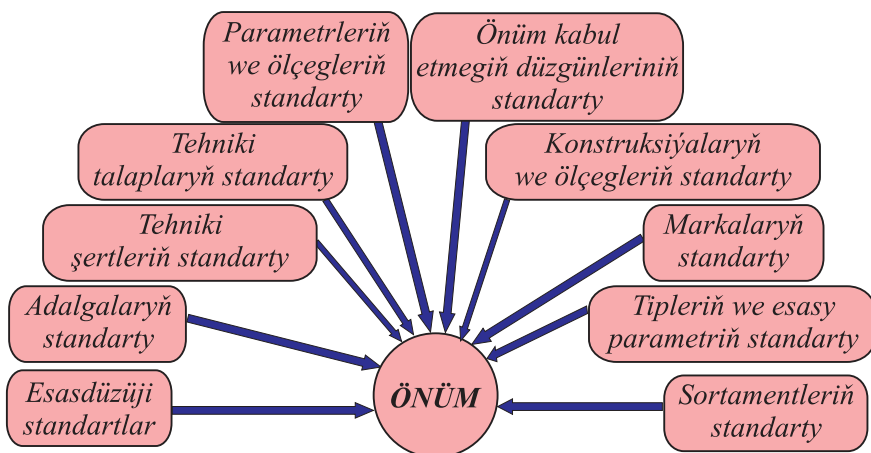 Parametrleriň
we ölçegleriň
standarty
Önüm kabul
etmegiň düzgünleriniň
standarty
Tehniki
talaplaryň standarty
Konstruksiýalaryň
we ölçegleriň standarty
Tehniki
şertleriň standarty
Markalaryň
standarty
Adalgalaryň
standarty
Tipleriň we esasy
parametriň standarty
Esasdüzüji
standartlar
ÖNÜM
Sortamentleriň
standarty